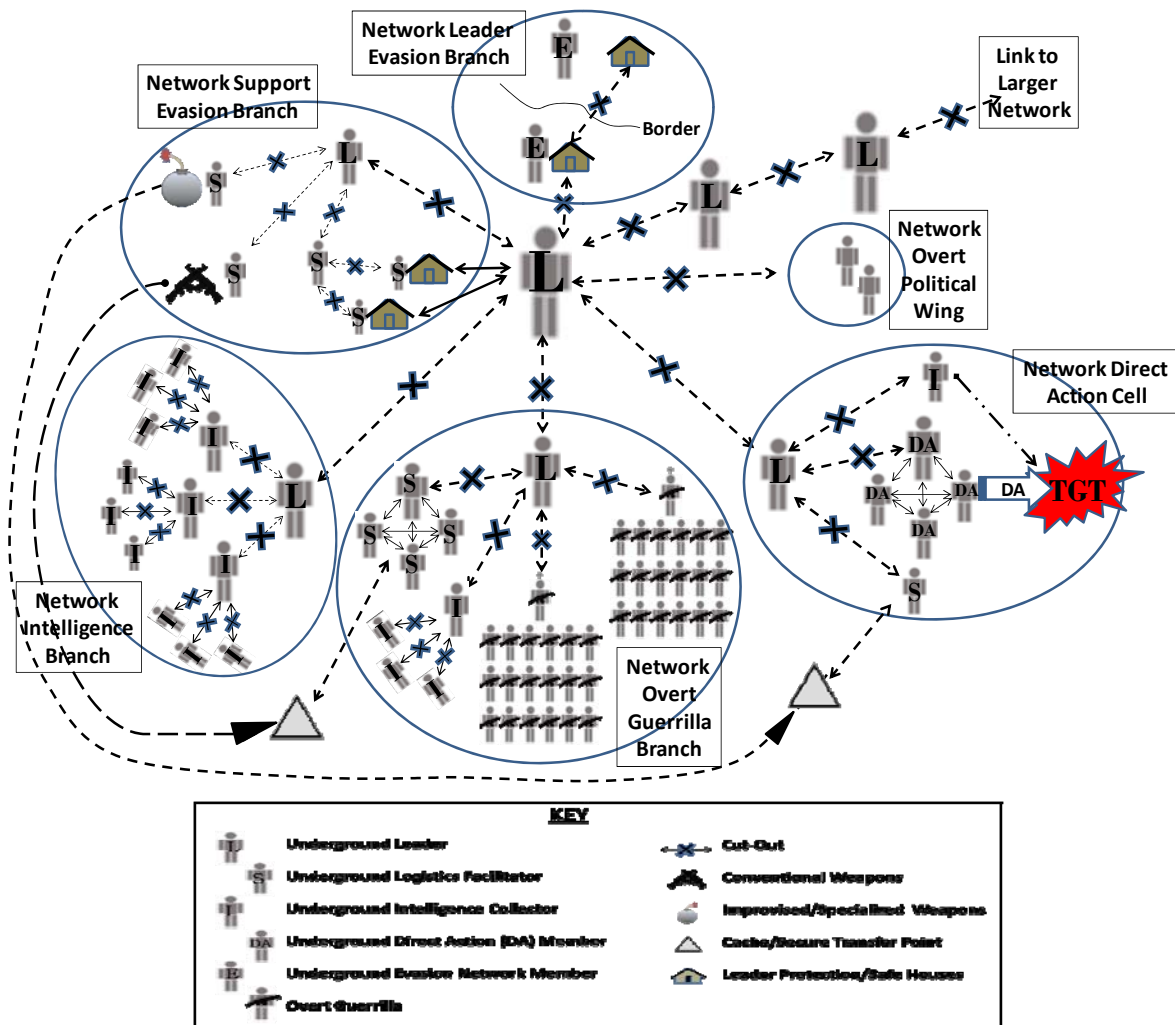 Network Leader
Evasion Branch
Link to
Larger
Network
Network Support
Evasion Branch
E
Border
E
L
L
L
S
S
S
S
S
L
Network
Overt
Political
Wing
Network Direct
Action Cell
I
L
DA
DA
DA
DA
DA
TGT
S
I
I
I
I
I
I
I
I
I
I
I
I
I
L
Network
Intelligence
Branch
L
S
S
S
S
I
I
I
I
Network
Overt
Guerrilla
Branch
KEY
L Underground Leader
S Underground Logistics Facilitator
I Underground Intelligence Collector
DA Underground Direct Action (DA) Member
E Underground Evasion Network Member
Overt Guerrilla
Cut-Out
Conventional Weapons
Improvised/Specialized Weapons
Cache/Secure Transfer Point
Leader Protection/Safe Houses